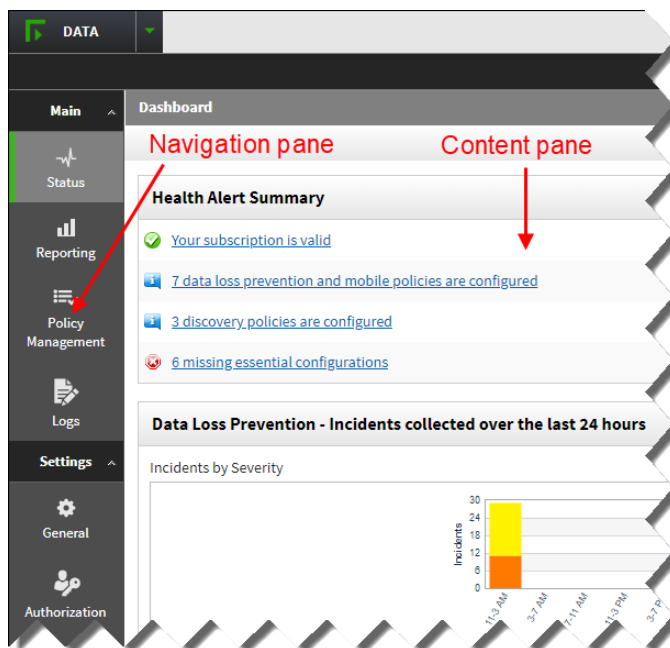 DATA
Main
Dashboard
Navigation pane
Content pane
Status
Health Alert Summary
Your subscription is valid
Reporting
7 data loss prevention and mobile policies are configured
3 discovery policies are configured
Policy
Management
6 missing essential configurations
Logs
Data Loss Prevention - Incidents collected over the last 24 hours
Settings
Incidents by Severity
General
Incidents
30
24
18
12
6
0
11-3 AM
3-7 AM
7-11 AM
11-3 PM
3-7 P
Authorization